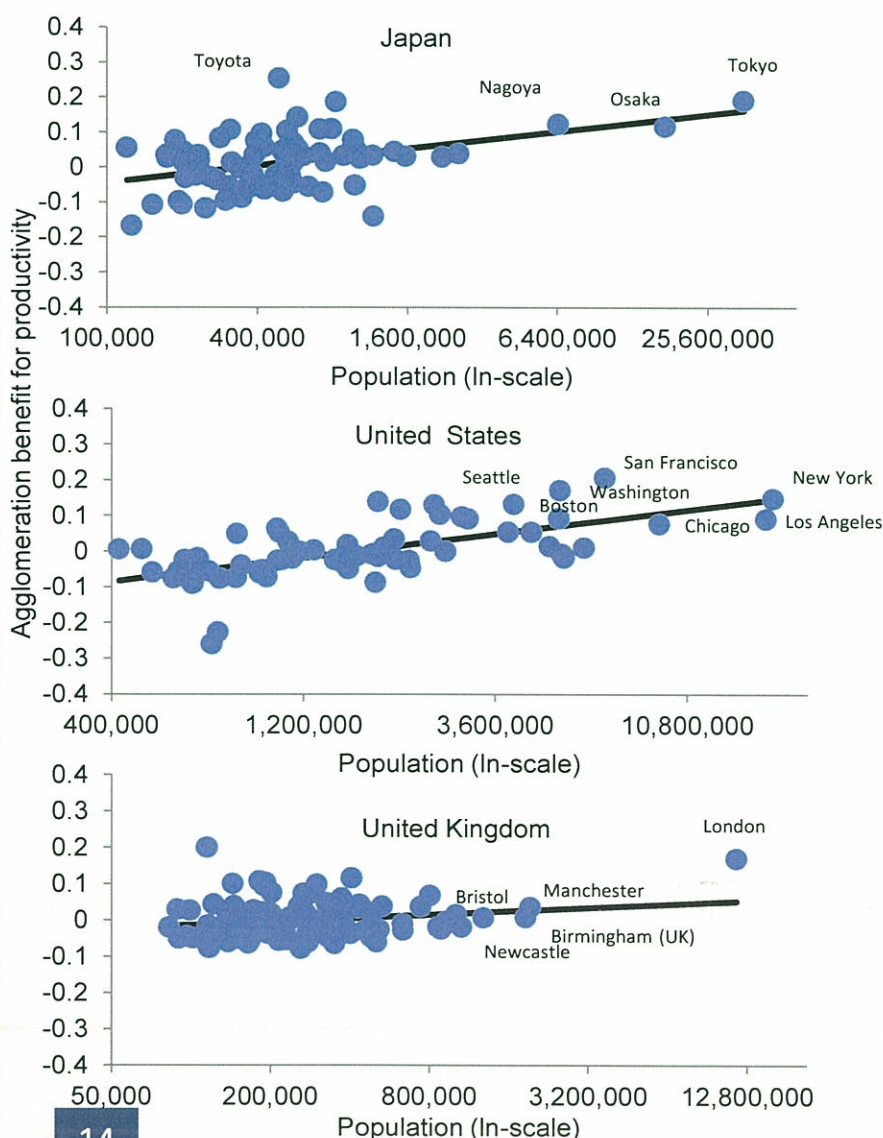 Agglomeration benefit for productivity
Japan
0.4
0.3
0.2
0.1
0
-0.1
-0.2
-0.3
-0.4
Toyota
Nagoya
Osaka
Tokyo
100,000
400,000
1,600,000
6,400,000
25,600,000
Population (ln-scale)
United States
0.4
0.3
0.2
0.1
0
-0.1
-0.2
-0.3
-0.4
Seattle
San Francisco
Washington
Boston
New York
Chicago
Los Angeles
400,000
1,200,000
3,600,000
10,800,000
Population (ln-scale)
United Kingdom
0.4
0.3
0.2
0.1
0
-0.1
-0.2
-0.3
-0.4
London
Bristol
Manchester
Birmingham (UK)
Newcastle
50,000
200,000
800,000
3,200,000
12,800,000
Population (ln-scale)
14